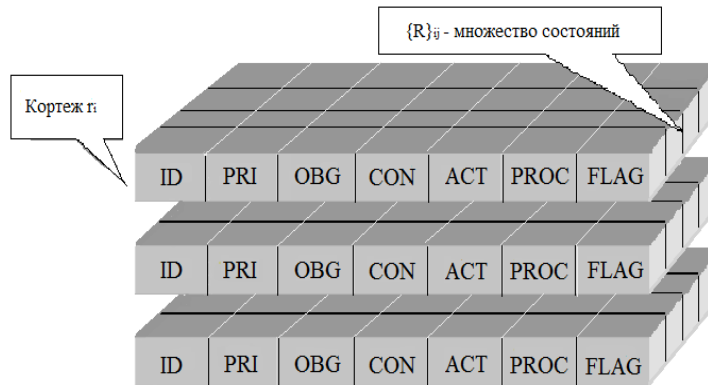 {R}ij - множество состояний
Кортеж ri
ID PRI OBG CON ACT PROC FLAG
ID PRI OBG CON ACT PROC FLAG
ID PRI OBG CON ACT PROC FLAG